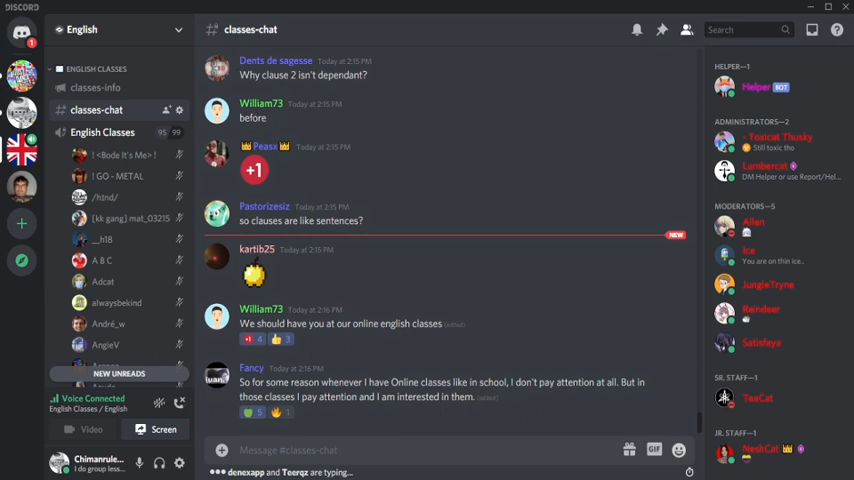 DISCORD
English
classes-chat
Search
1
ENGLISH CLASSES
classes-info
classes-chat
English Classes 95 99
! <Bode It's Me> !
! GO - METAL
/h1nd/
[kk gang] mat_03215
__h18
A B C
Adcat
alwaysbekind
André_w
AngieV
NEW UNREADS
Voice Connected
English Classes / English
Video
Screen
Chimanrule...
I do group less...
Dents de sagesse Today at 2:15 PM
Why clause 2 isn't dependant?
William73 Today at 2:15 PM
before
Peasx Today at 2:15 PM
+1
Pastorizesiz Today at 2:15 PM
so clauses are like sentences?
NEW
kartib25 Today at 2:15 PM
William73 Today at 2:16 PM
We should have you at our online english classes (edited)
+1 4 3
Fancy Today at 2:16 PM
So for some reason whenever I have Online classes like in school, I don't pay attention at all. But in
those classes I pay attention and I am interested in them. (edited)
5 1
Message #classes-chat
GIF
denexapp and Teerqz are typing...
HELPER—1
Helper BOT
ADMINISTRATORS—2
Toxicat Thusky
Still toxic tho
Lumbercat
DM Helper or use Report/Hel...
MODERATORS—5
Allen
Ice
You are on thin ice..
JungleTryne
Reindeer
Satisfaya
SR. STAFF—1
TeaCat
JR. STAFF—1
NeshCat